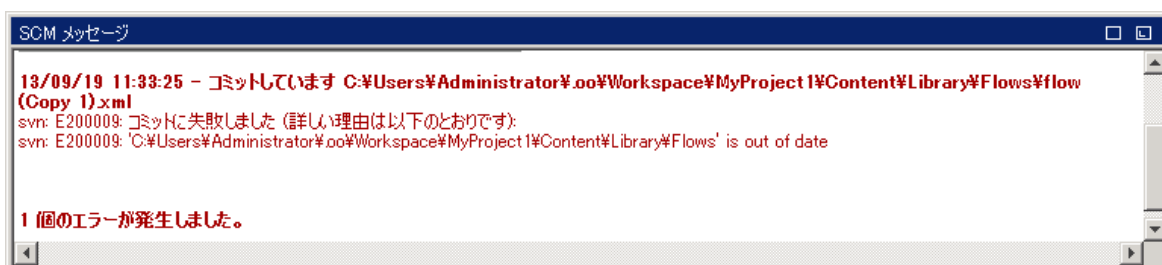 SCM メッセージ
13/09/19 11:33:25 - コミットしています C:¥Users¥Administrator¥.oo¥Workspace¥MyProject1¥Content¥Library¥Flows¥flow
(Copy 1).xml
svn: E200009: コミットに失敗しました (詳しい理由は以下のとおりです):
svn: E200009: 'C:¥Users¥Administrator¥.oo¥Workspace¥MyProject1¥Content¥Library¥Flows' is out of date
1 個のエラーが発生しました。